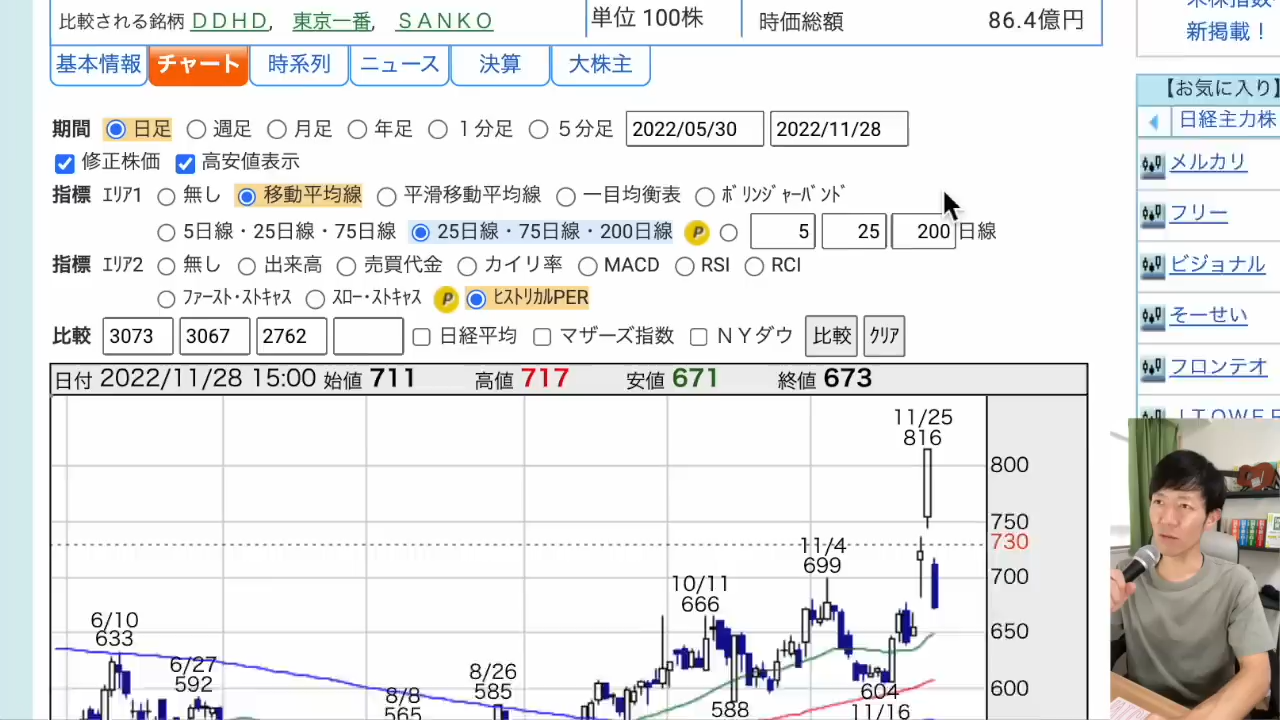 比較される銘柄 ＤＤＨＤ, 東京一番, ＳＡＮＫＯ
単位 100株
時価総額 86.4億円
新掲載！
基本情報 チャート 時系列 ニュース 決算 大株主
【お気に入り】
日経主力株
期間 日足 週足 月足 年足 １分足 ５分足 2022/05/30 2022/11/28
修正株価 高安値表示
メルカリ
指標 ｴﾘｱ1 無し 移動平均線 平滑移動平均線 一目均衡表 ﾎﾞﾘﾝｼﾞｬｰﾊﾞﾝﾄﾞ
フリー
5日線・25日線・75日線 25日線・75日線・200日線 P 5 25 200 日線
指標 ｴﾘｱ2 無し 出来高 売買代金 カイリ率 MACD RSI RCI
ビジョナル
ﾌｧｰｽﾄ･ｽﾄｷｬｽ ｽﾛｰ･ｽﾄｷｬｽ P ﾋｽﾄﾘｶﾙPER
そーせい
比較 3073 3067 2762 日経平均 マザーズ指数 ＮＹダウ 比較 ｸﾘｱ
フロンテオ
日付 2022/11/28 15:00 始値 711 高値 717 安値 671 終値 673
ＪＴＯＷＥＲ
11/25
816
800
750
730
11/4
699
700
10/11
666
6/10
633
650
6/27
592
8/26
585
8/8
565
588
604
11/16
600